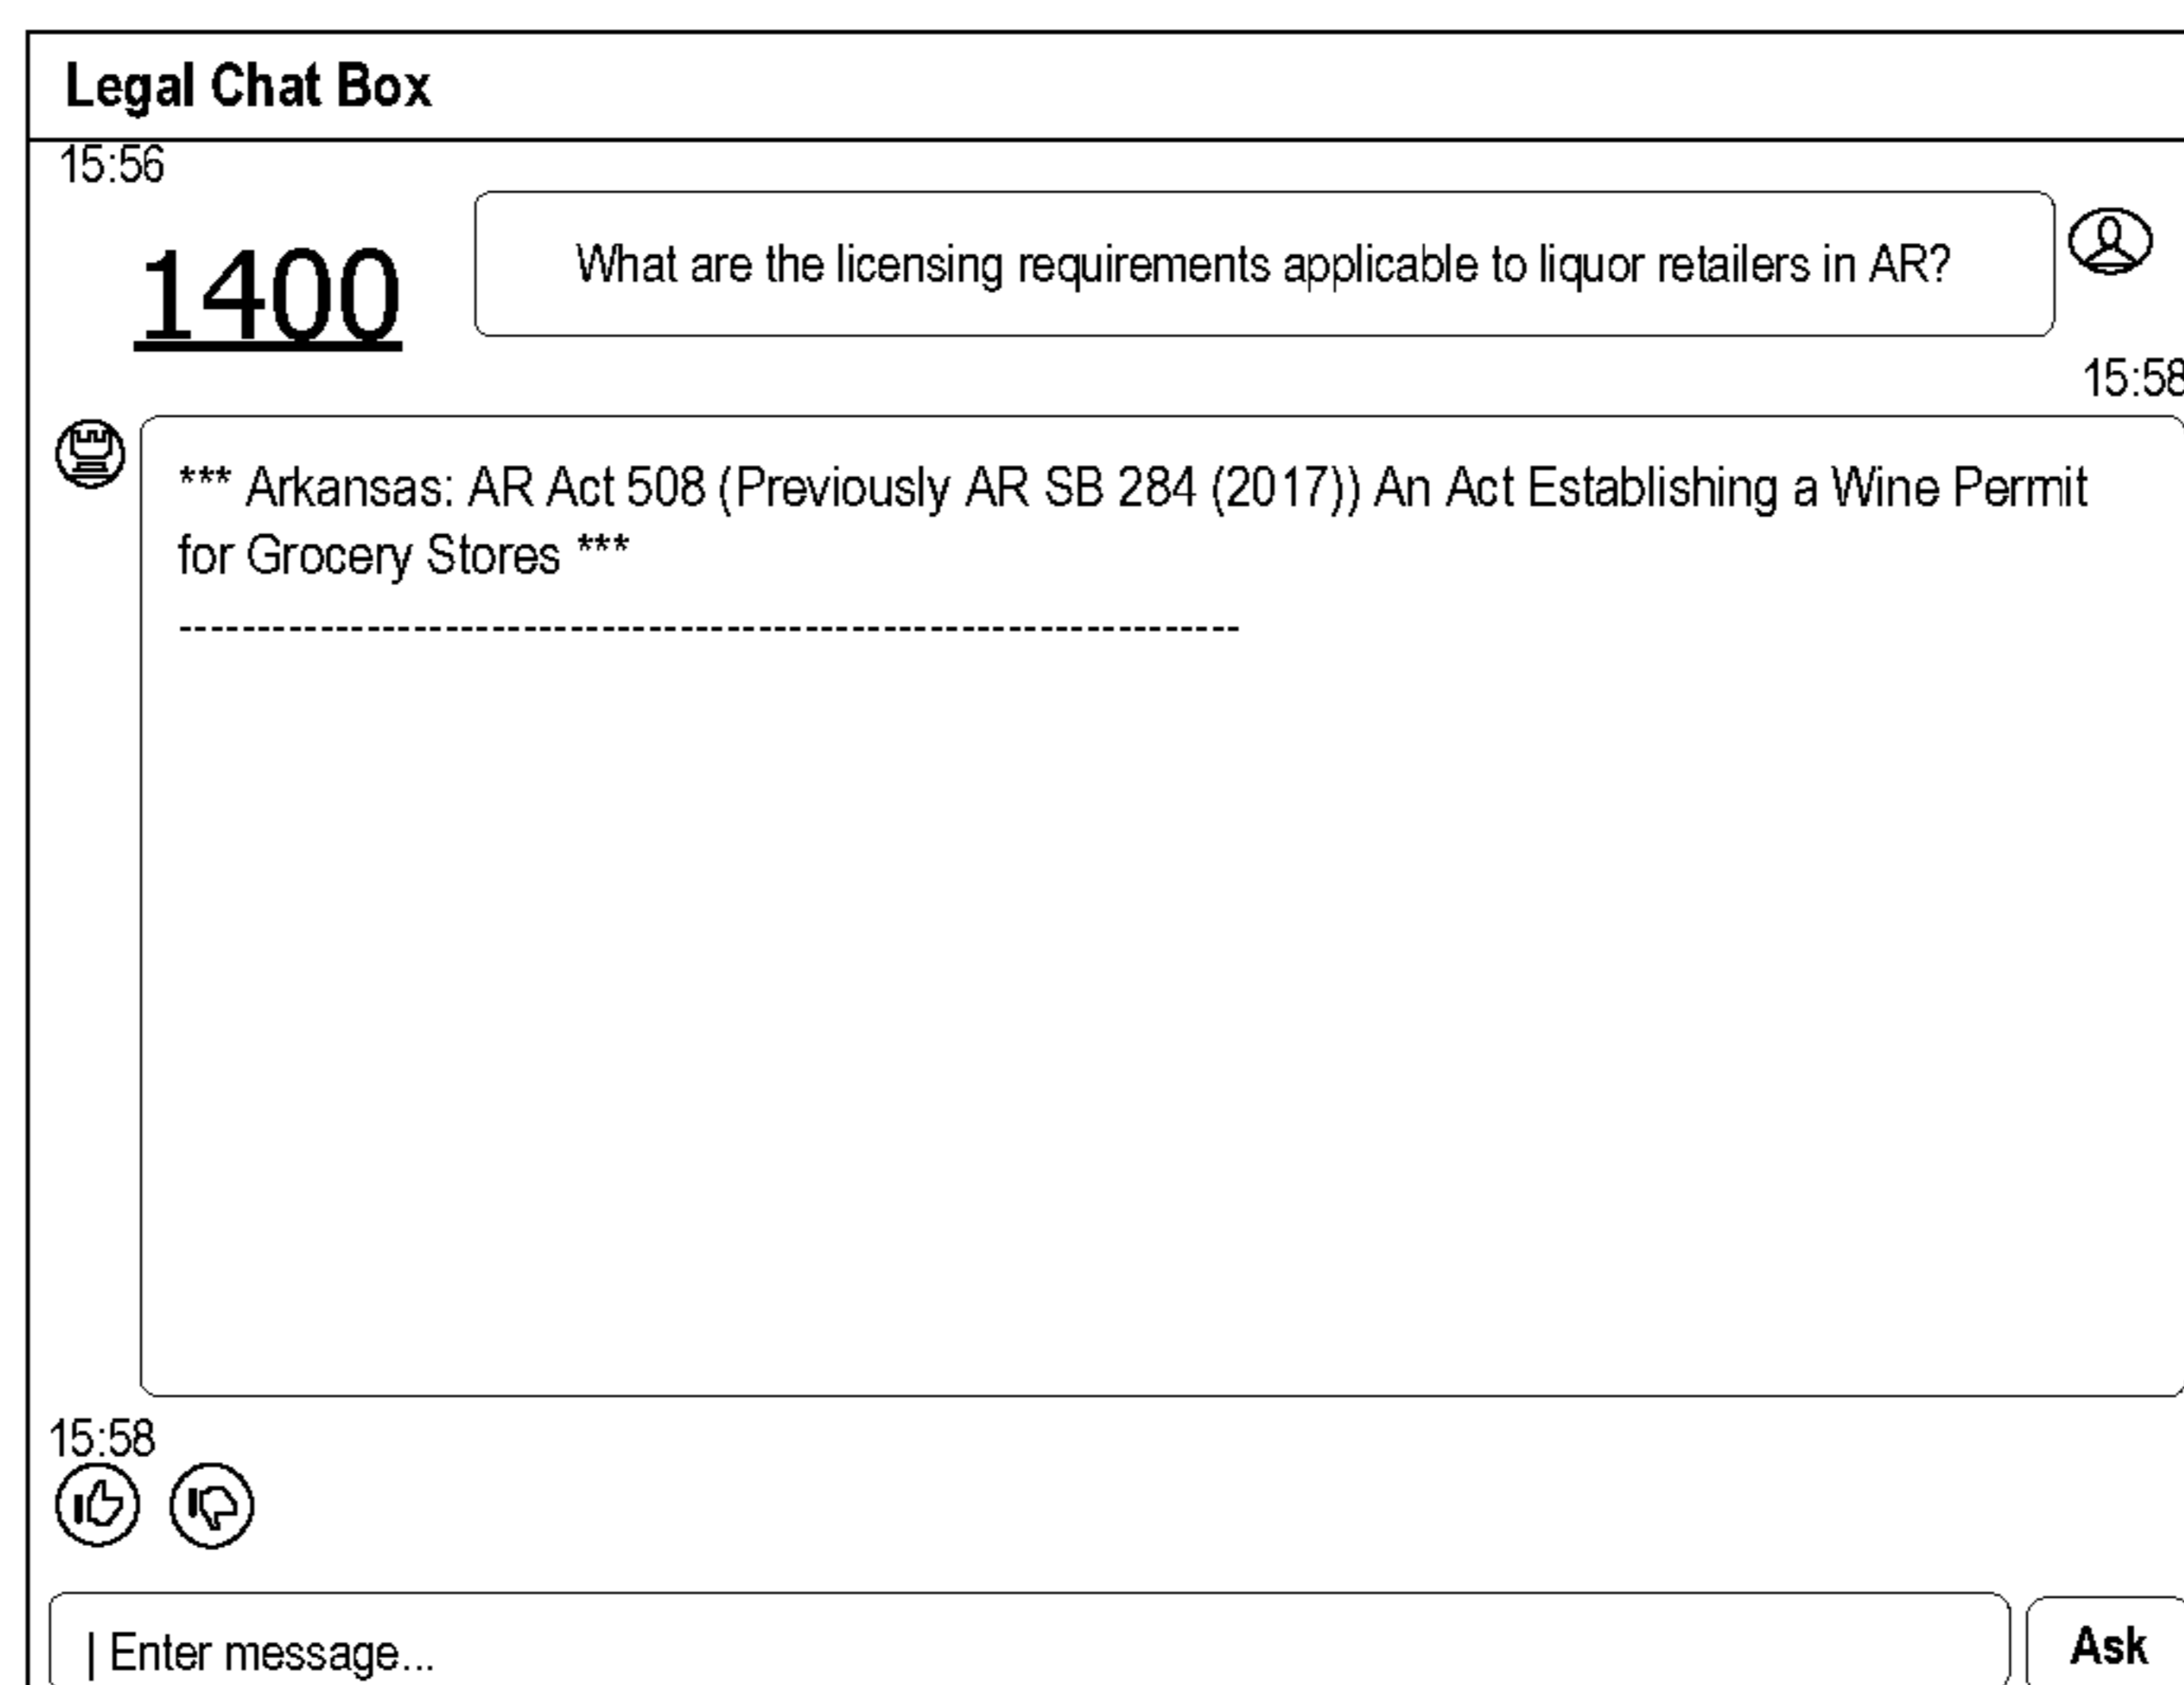 Legal Chat Box
15:56
1400
What are the licensing requirements applicable to liquor retailers in AR?
15:58
*** Arkansas: AR Act 508 (Previously AR SB 284 (2017)) An Act Establishing a Wine Permit
for Grocery Stores ***
--------------------------------------------------------------------
15:58
| Enter message...
Ask